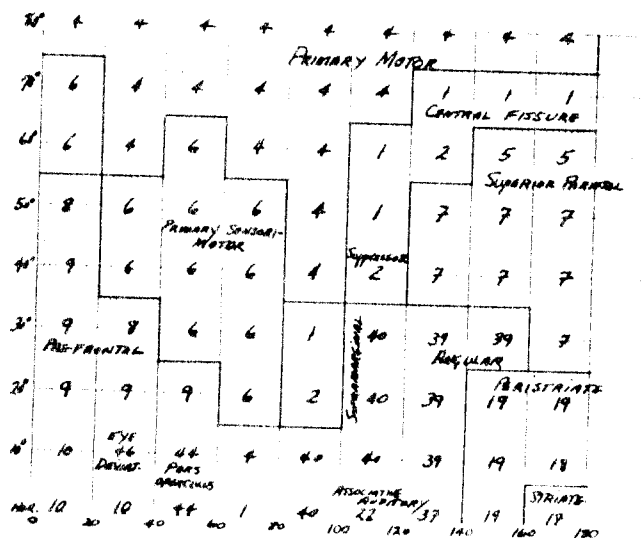 80° 4 4 4 4 4 4 4 4 4
PRIMARY MOTOR
70° 6 4 4 4 4 4 1 1 1
CENTRAL FISSURE
60° 6 4 6 4 4 1 2 5 5
SUPERIOR PARIETAL
50° 8 6 6 6 4 1 7 7 7
PRIMARY SENSORI-
MOTOR
SUPPRESSOR
40° 9 6 6 6 4 2 7 7 7
30° 9 8 6 6 1 40 39 39 7
PRE-FRONTAL
SUPRAMARGINAL
ANGULAR
PERISTRIATE
20° 9 9 9 6 2 40 39 19 19
EYE
10° 10 46 44 4 40 40 39 19 18
DEVIAT.
PARS
OPERCULUS
ASSOCIATIVE
AUDITORY
STRIATE
HOR. 10 10 44 1 40 22 37 19 17
0 20 40 60 80 100 120 140 160 180